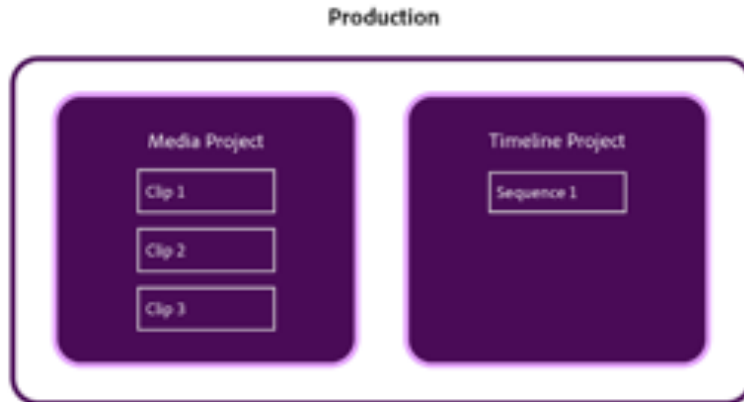 Production
Media Project
Clip 1
Clip 2
Clip 3
Timeline Project
Sequence 1